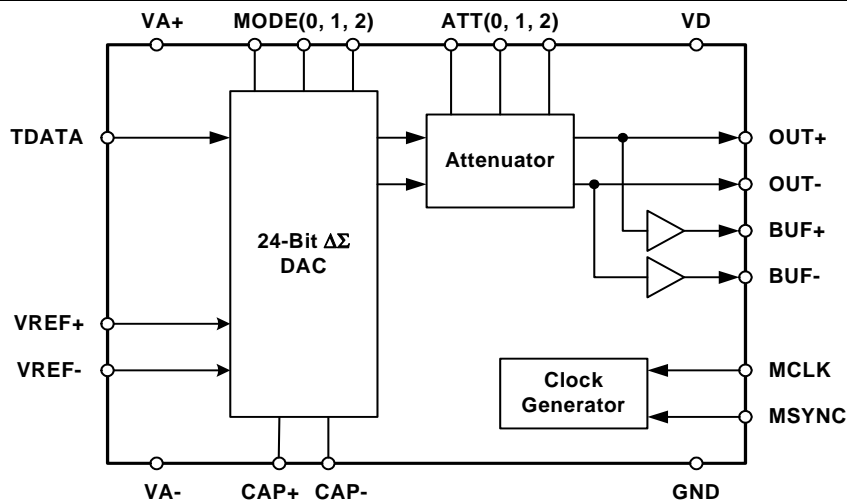 VA+ MODE(0, 1, 2) ATT(0, 1, 2) VD
TDATA
OUT+
Attenuator
OUT-
24-Bit ΔΣ
DAC
BUF+
BUF-
VREF+
VREF-
Clock
Generator
MCLK
MSYNC
VA- CAP+ CAP- GND